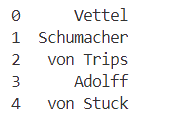 0 Vettel
1 Schumacher
2 von Trips
3 Adolff
4 von Stuck